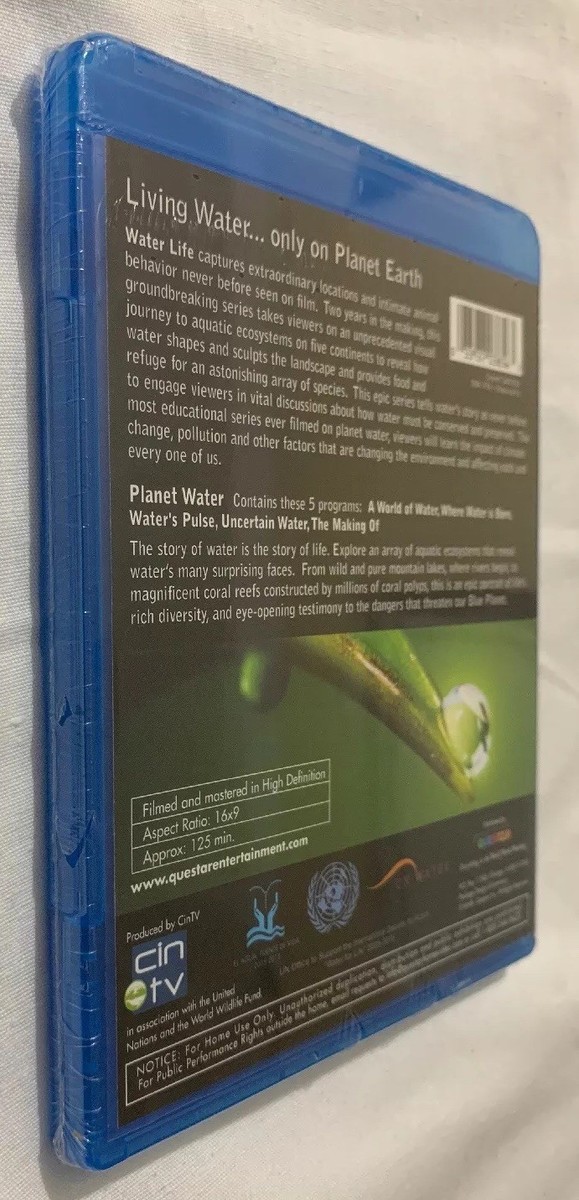 Living Water... only on Planet Earth
Water Life captures extraordinary locations and intimate animal
behavior never before seen on film. Two years in the making, this
groundbreaking series takes viewers on an unprecedented visual
journey to aquatic ecosystems on five continents to reveal how
water shapes and sculpts the landscape and provides food and
refuge for an astonishing array of species. This epic series tells water's story as never before
to engage viewers in vital discussions about how water must be conserved and preserved. The
most educational series ever filmed on planet water, viewers will learn the impact of climate
change, pollution and other factors that are changing the environment and affecting each and
every one of us.
Planet Water Contains these 5 programs: A World of Water, Where Water is Born,
Water's Pulse, Uncertain Water, The Making Of
The story of water is the story of life. Explore an array of aquatic ecosystems that reveal
water's many surprising faces. From wild and pure mountain lakes, where rivers begin, to
magnificent coral reefs constructed by millions of coral polyps, this is an epic portrait of life's
rich diversity, and eye-opening testimony to the dangers that threaten our Blue Planet.
Filmed and mastered in High Definition
Aspect Ratio: 16x9
Approx: 125 min.
www.questarentertainment.com
Produced by CinTV
cin
tv
in association with the United
Nations and the World Wildlife Fund.
NOTICE: For Home Use Only. Unauthorized duplication, distribution and
For Public Performance Rights outside the home, email requests to